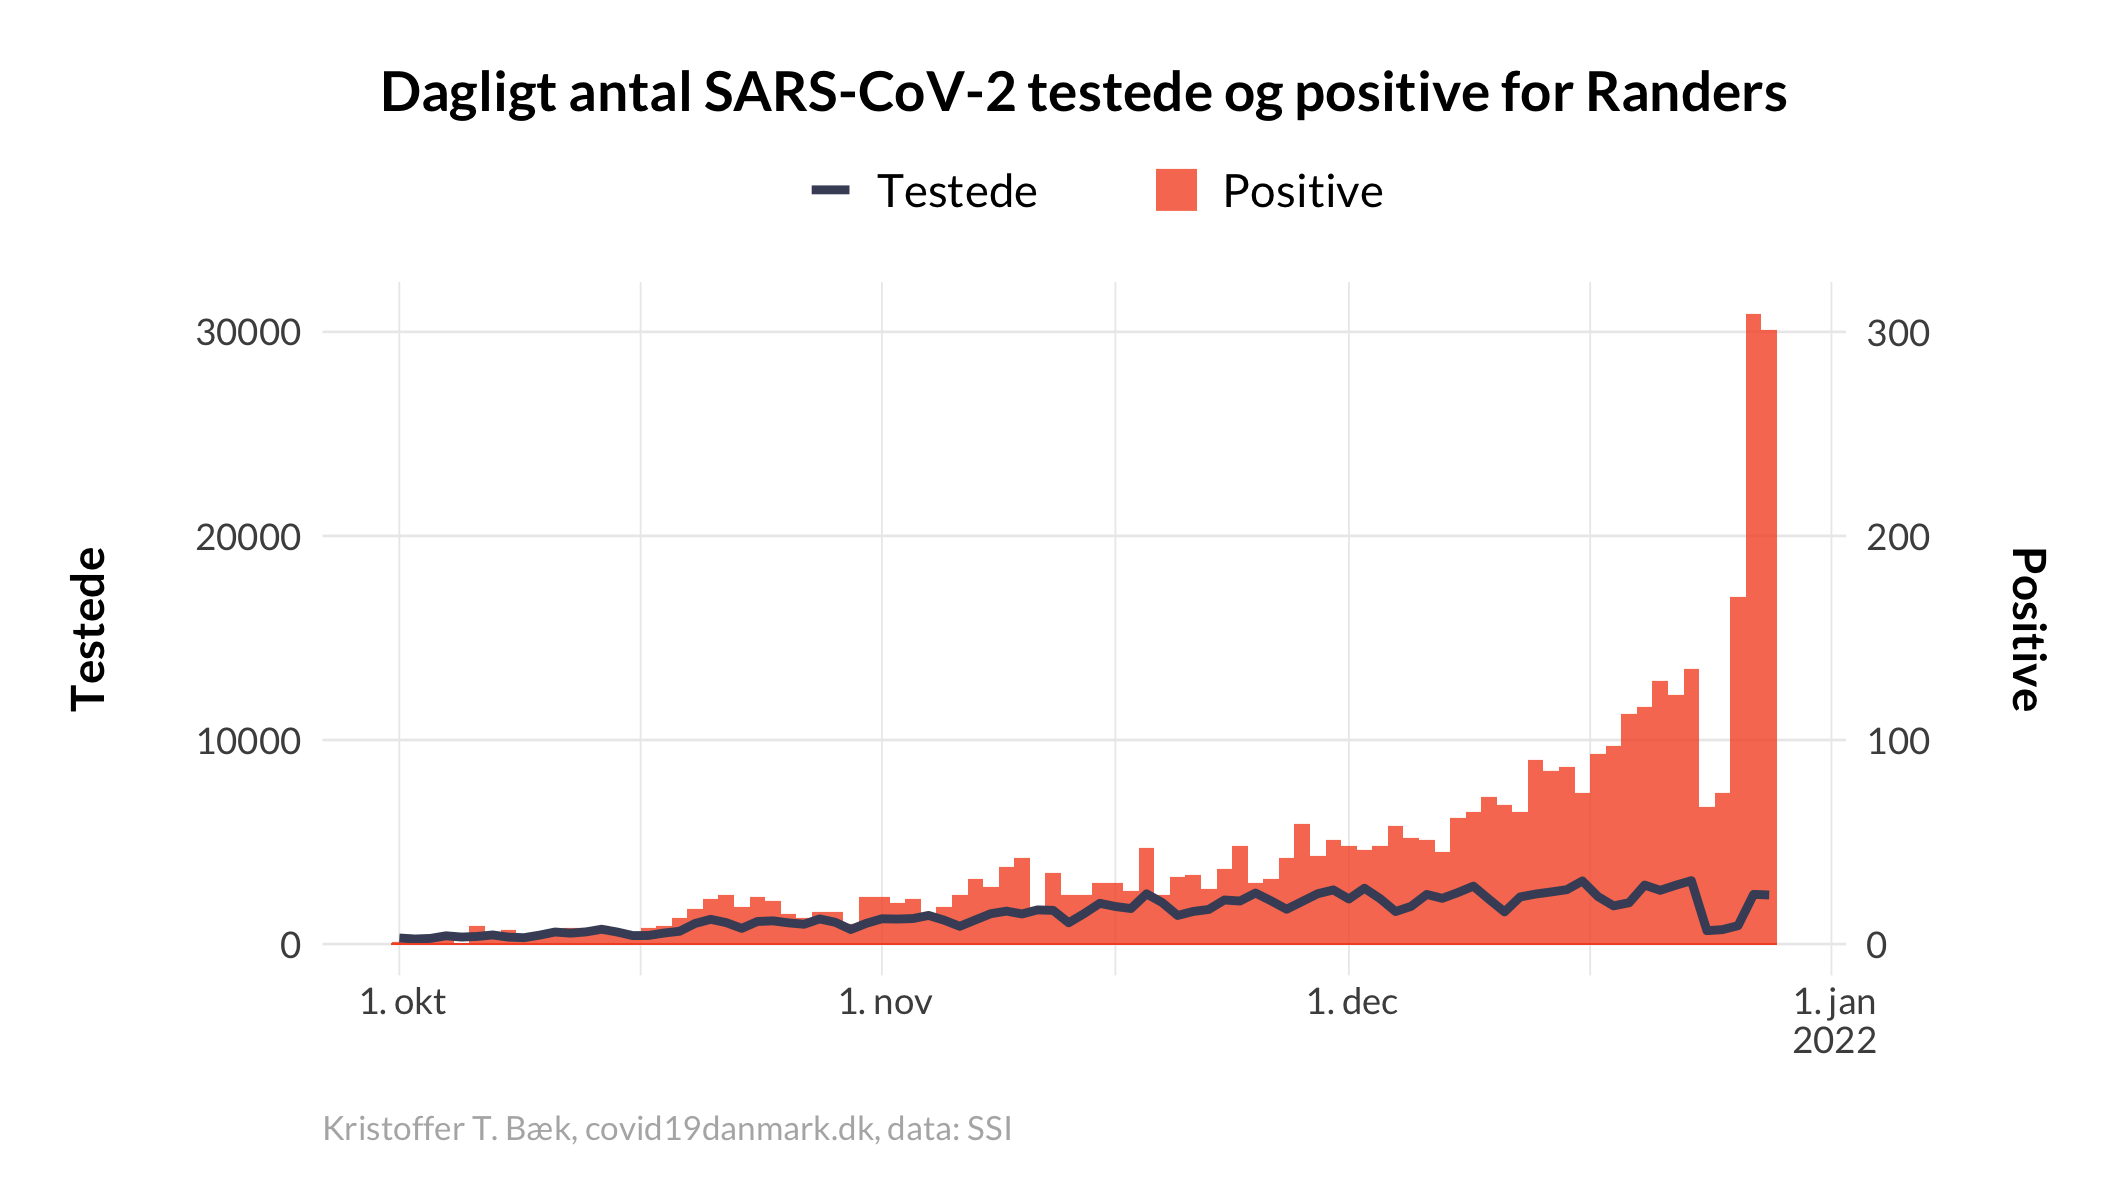 Dagligt antal SARS-CoV-2 testede og positive for Randers
Testede
Positive
30000
20000
10000
0
300
200
100
0
Testede
Positive
1. okt
1. nov
1. dec
1. jan
2022
Kristoffer T. Bæk, covid19danmark.dk, data: SSI